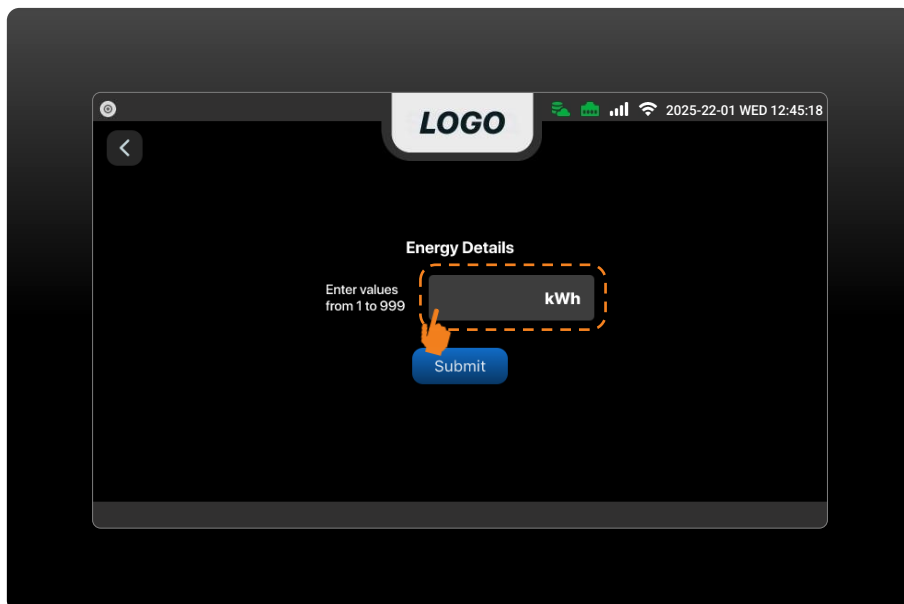 LOGO
2025-22-01 WED 12:45:18
Energy Details
Enter values
from 1 to 999
kWh
Submit